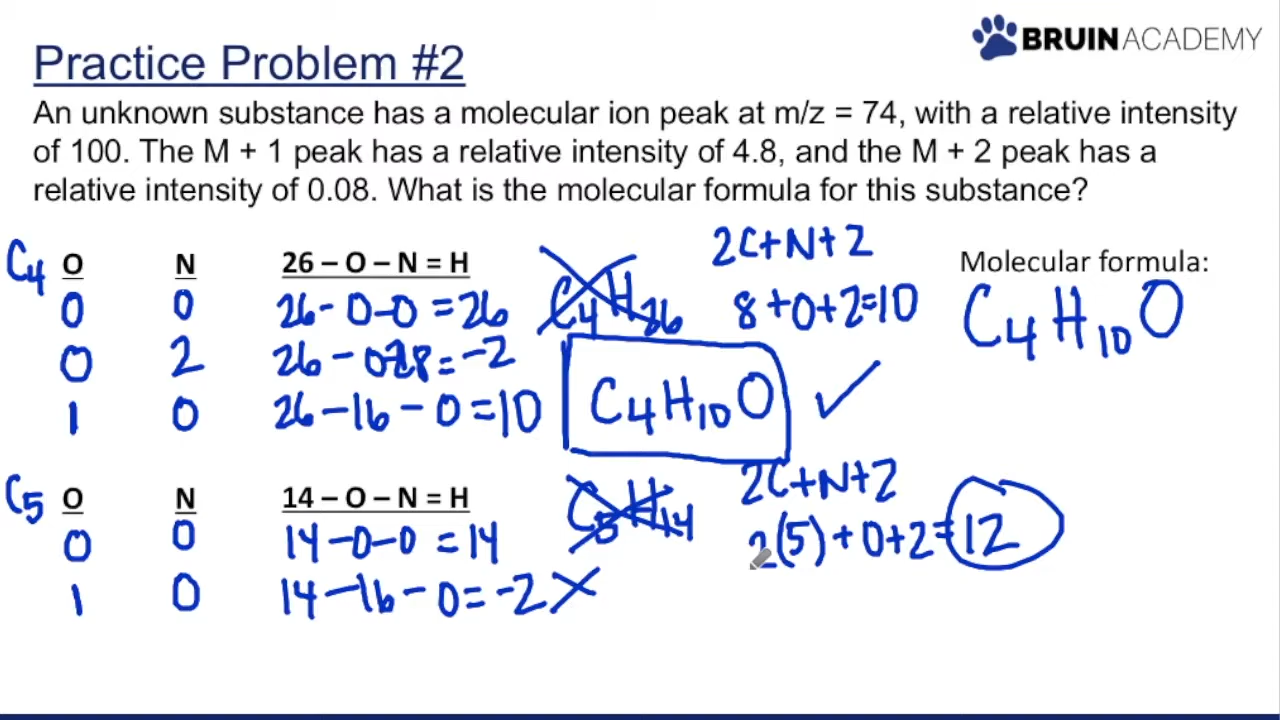 BRUIN ACADEMY
Practice Problem #2
An unknown substance has a molecular ion peak at m/z = 74, with a relative intensity
of 100. The M + 1 peak has a relative intensity of 4.8, and the M + 2 peak has a
relative intensity of 0.08. What is the molecular formula for this substance?
C4 O N 26 – O – N = H
0 0 26 - 0 - 0 = 26 C4H26
0 2 26 - 0 - 28 = -2
1 0 26 - 16 - 0 = 10 C4H10O ✓
2C+N+2
8+0+2=10
Molecular formula:
C4H10O
C5 O N 14 – O – N = H
0 0 14 - 0 - 0 = 14 C5H14
1 0 14 - 16 - 0 = -2 X
2C+N+2
2(5)+0+2=12